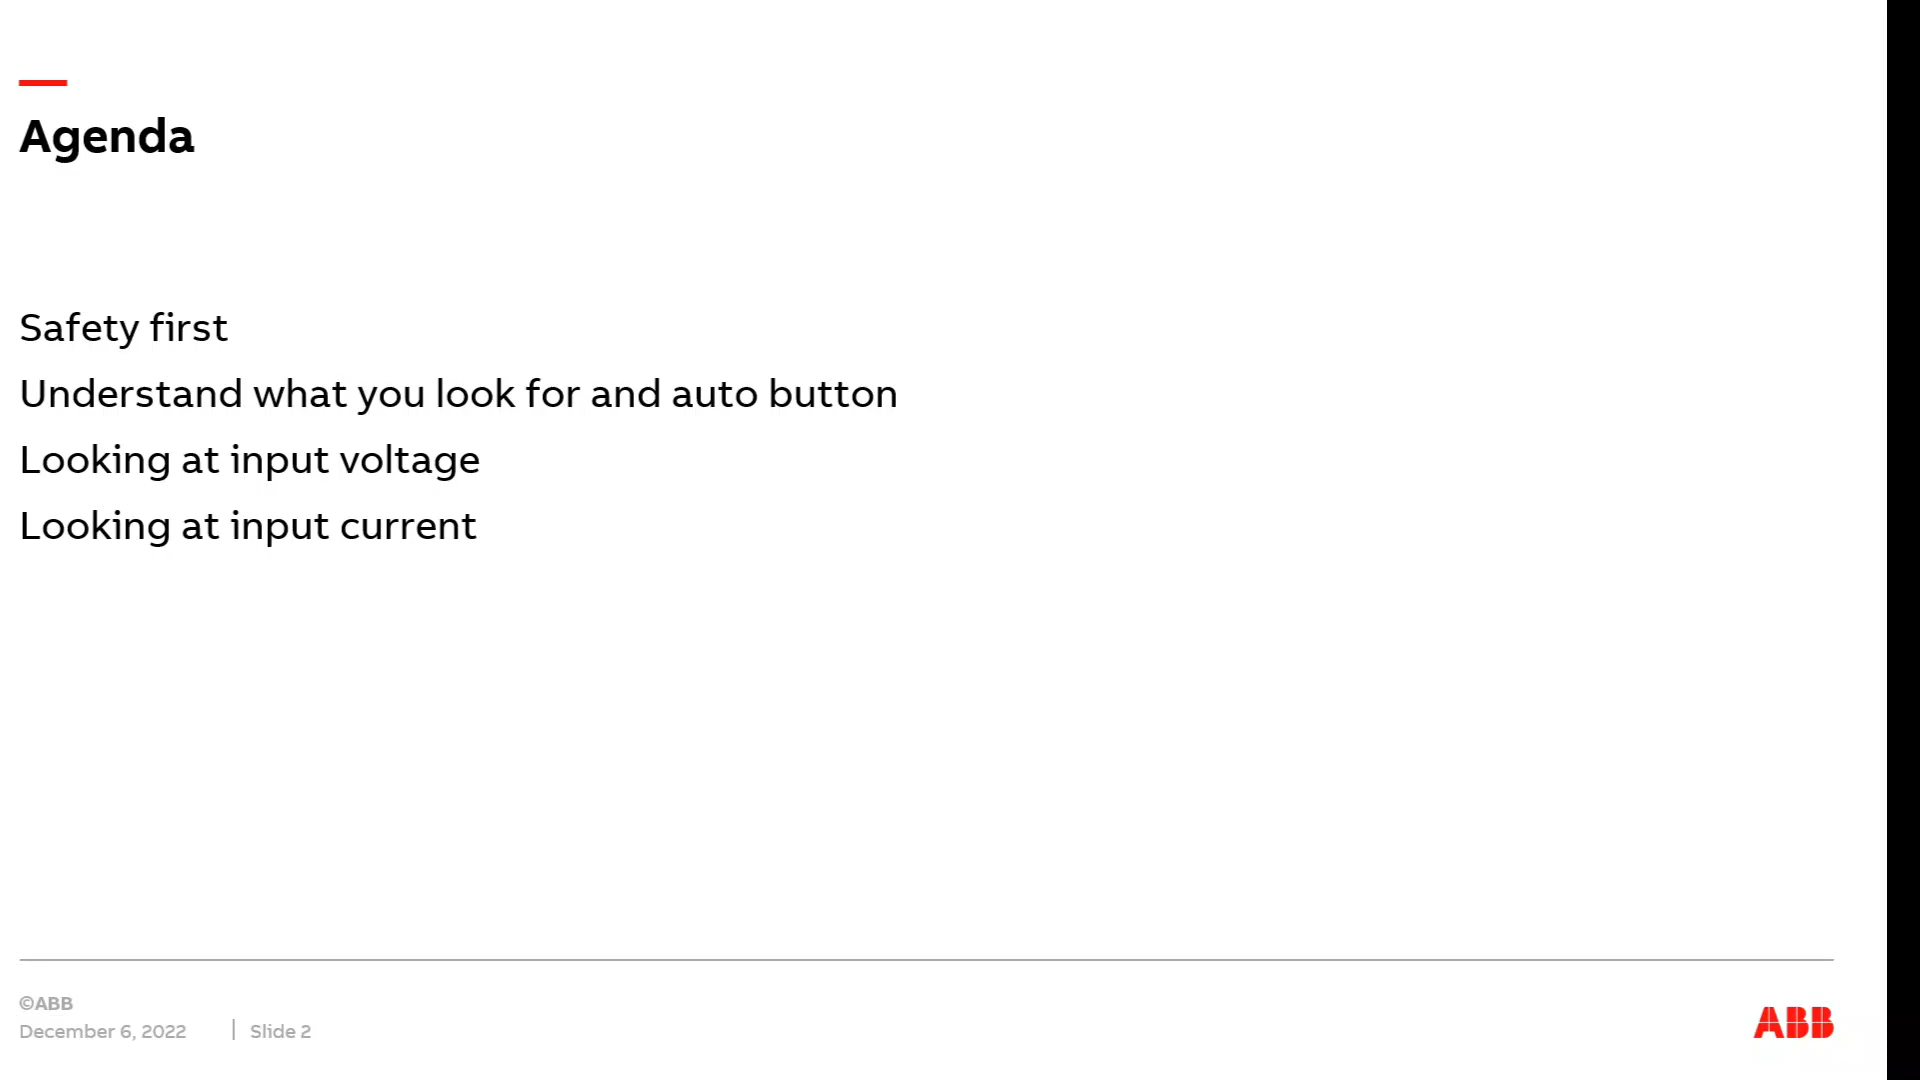 Agenda
Safety first
Understand what you look for and auto button
Looking at input voltage
Looking at input current
©ABB
December 6, 2022 | Slide 2
ABB